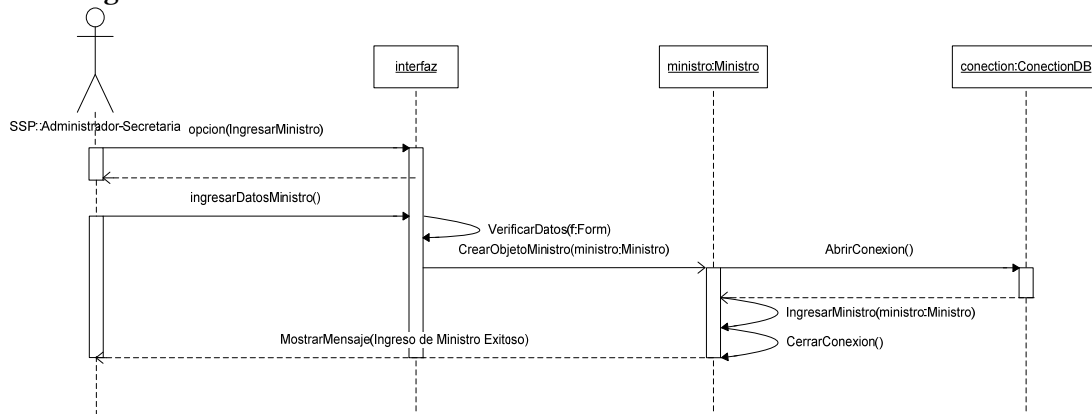 interfaz
ministro:Ministro
conection:ConectionDB
SSP::Administrador-Secretaria
opcion(IngresarMinistro)
ingresarDatosMinistro()
VerificarDatos(f:Form)
CrearObjetoMinistro(ministro:Ministro)
AbrirConexion()
IngresarMinistro(ministro:Ministro)
MostrarMensaje(Ingreso de Ministro Exitoso)
CerrarConexion()